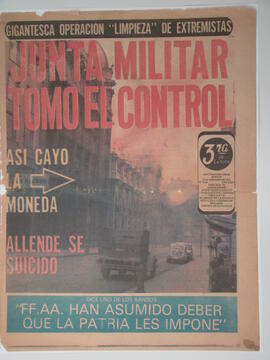 GIGANTESCA OPERACION "LIMPIEZA" DE EXTREMISTAS
JUNTA MILITAR
TOMO EL CONTROL
3ra
ASI CAYO
LA
MONEDA
ALLENDE SE
SUICIDO
DICE UNO DE LOS BANDOS:
"FF.AA. HAN ASUMIDO DEBER
QUE LA PATRIA LES IMPONE"